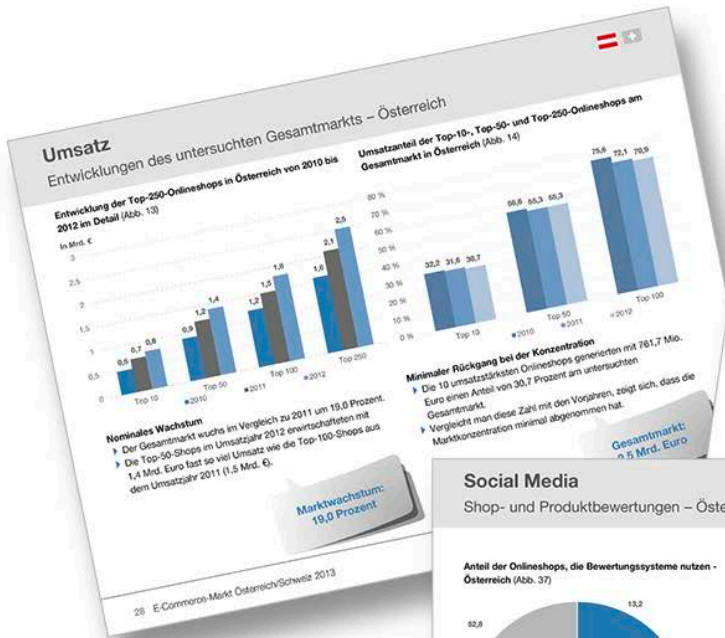 Umsatz
Entwicklungen des untersuchten Gesamtmarkts – Österreich
Entwicklung der Top-250-Onlineshops in Österreich von 2010 bis
2012 im Detail (Abb. 13)
In Mrd. €
3
2,5
2
1,5
1
0,5
0
0,5 0,7 0,8
0,9 1,2 1,4
1,2 1,5 1,8
1,6 2,1 2,5
Top 10 Top 50 Top 100 Top 250
2010 2011 2012
Nominales Wachstum
Der Gesamtmarkt wuchs im Vergleich zu 2011 um 19,0 Prozent.
Die Top-50-Shops im Umsatzjahr 2012 erwirtschafteten mit
1,4 Mrd. Euro fast so viel Umsatz wie die Top-100-Shops aus
dem Umsatzjahr 2011 (1,5 Mrd. €).
Marktwachstum:
19,0 Prozent
Umsatzanteil der Top-10-, Top-50- und Top-250-Onlineshops am
Gesamtmarkt in Österreich (Abb. 14)
80 %
70 %
60 %
50 %
40 %
30 %
20 %
10 %
0 %
32,2 31,6 30,7
55,3 55,3
75,6 72,1 70,9
Top 10 Top 50 Top 100
2010 2011 2012
Minimaler Rückgang bei der Konzentration
Die 10 umsatzstärksten Onlineshops generierten mit 761,7 Mio.
Euro einen Anteil von 30,7 Prozent am untersuchten
Gesamtmarkt.
Vergleicht man diese Zahl mit den Vorjahren, zeigt sich, dass die
Marktkonzentration minimal abgenommen hat.
Gesamtmarkt:
2,5 Mrd. Euro
28 E-Commerce-Markt Österreich/Schweiz 2013
Social Media
Shop- und Produktbewertungen – Öste
Anteil der Onlineshops, die Bewertungssysteme nutzen -
Österreich (Abb. 37)
52,8
13,2